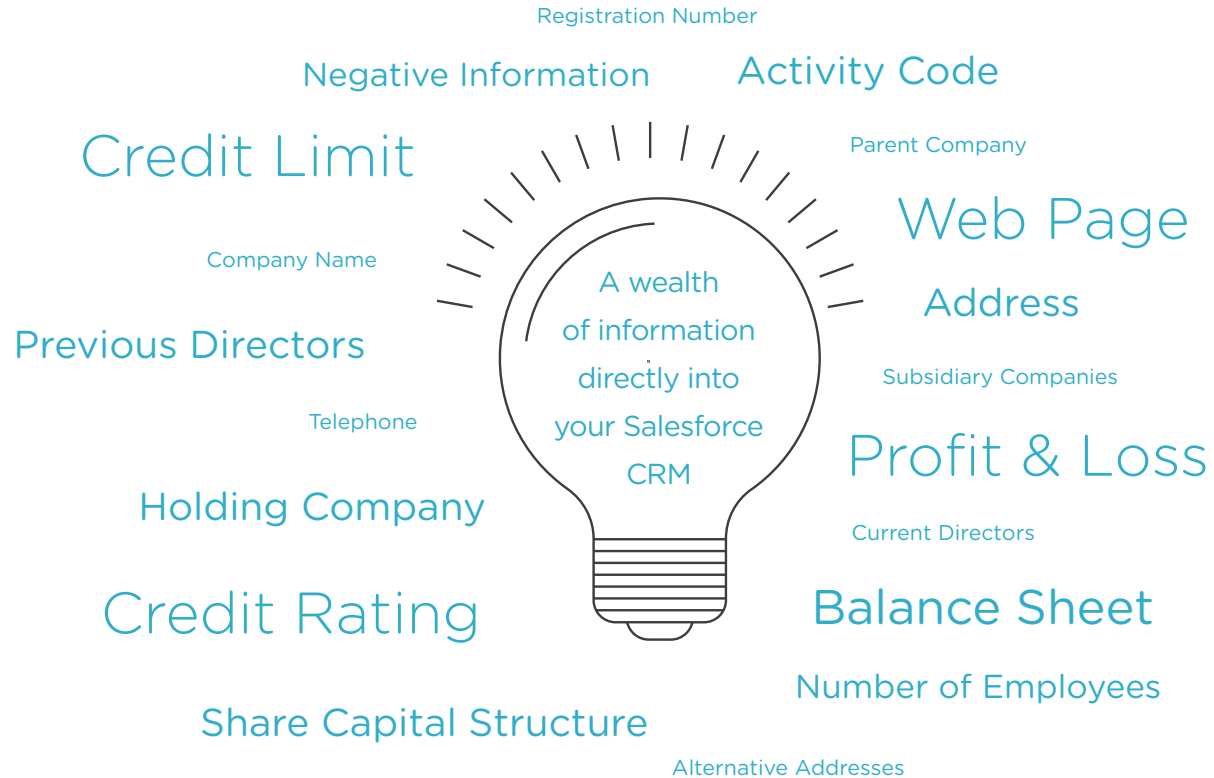 Registration Number
Negative Information
Activity Code
Credit Limit
Parent Company
Web Page
Company Name
A wealth
of information
directly into
your Salesforce
CRM
Address
Previous Directors
Subsidiary Companies
Telephone
Profit & Loss
Holding Company
Current Directors
Credit Rating
Balance Sheet
Number of Employees
Share Capital Structure
Alternative Addresses